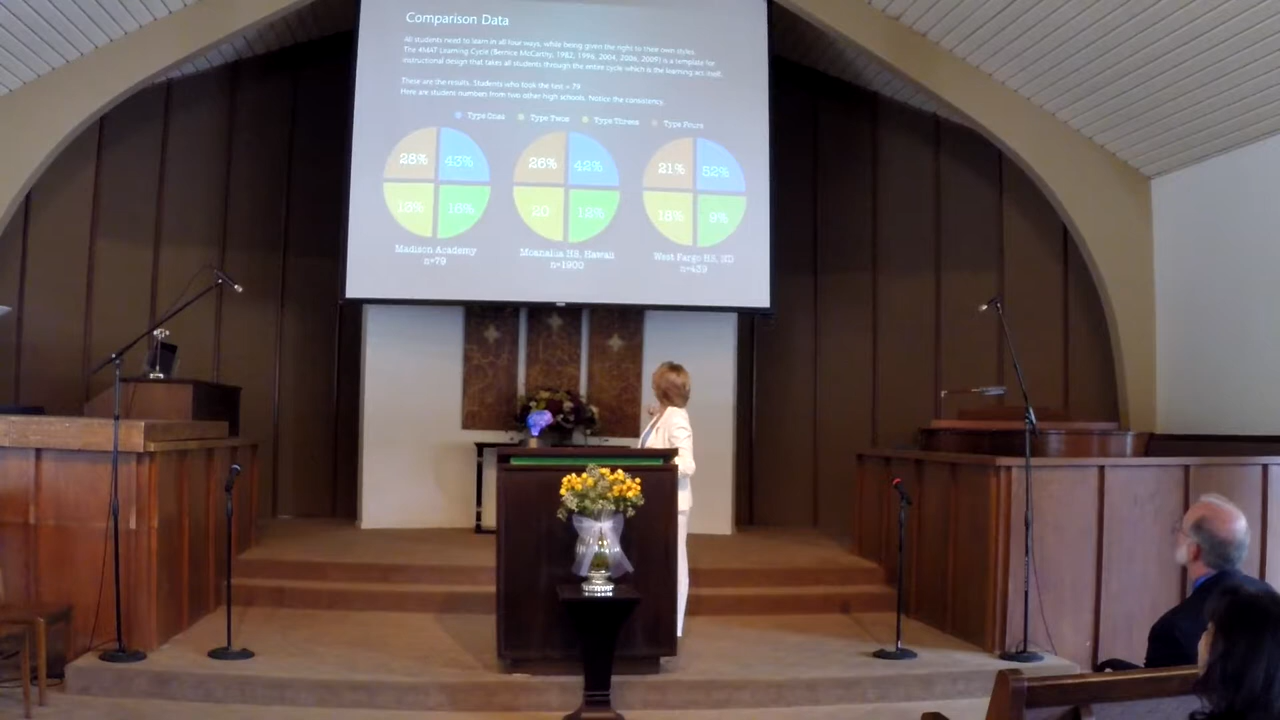 Comparison Data
All students need to learn in all four ways, while being given the right to their own styles.
The 4MAT Learning Cycle (Bernice McCarthy, 1982, 1996, 2004, 2006, 2009) is a template for
instructional design that takes all students through the entire cycle which is the learning act itself.
These are the results. Students who took the test = 79
Here are student numbers from two other high schools. Notice the consistency.
Type Ones Type Twos Type Threes Type Fours
43% 26% 42% 21% 52%
16% 20 12% 18% 9%
Madison Academy Moanalua HS, Hawaii West Fargo HS, ND
n=79 n=1900 n=439